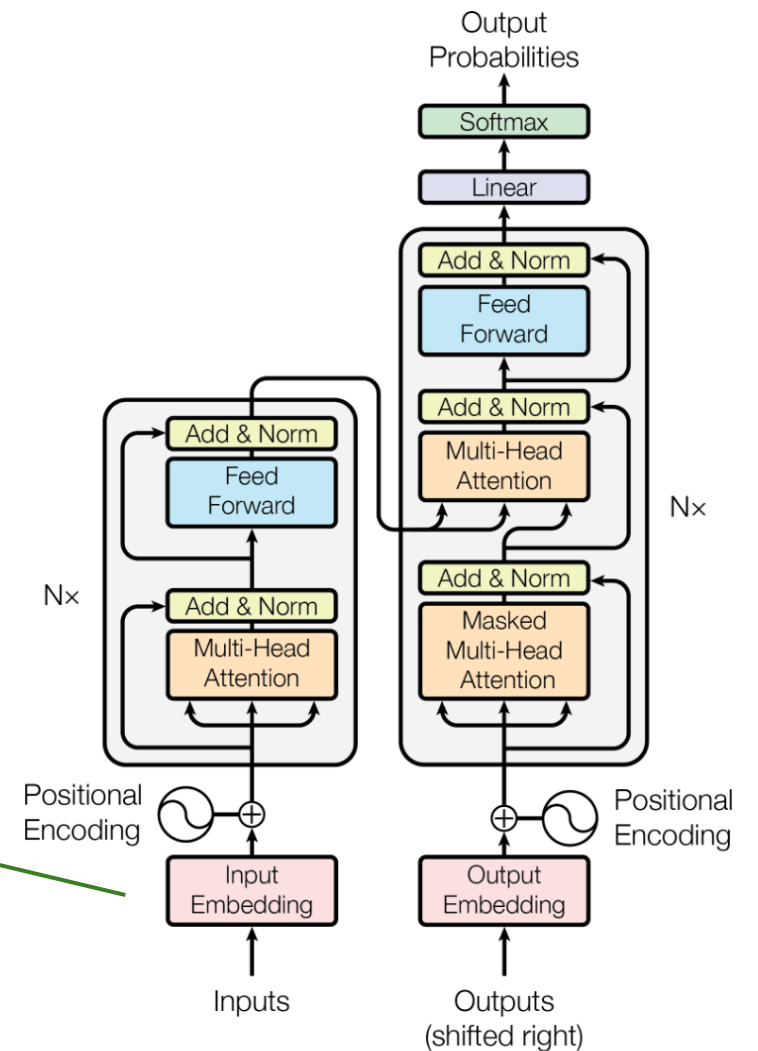 Output
Probabilities
Softmax
Linear
Add & Norm
Feed
Forward
Add & Norm
Multi-Head
Attention
Add & Norm
Masked
Multi-Head
Attention
Nx
Add & Norm
Feed
Forward
Add & Norm
Multi-Head
Attention
Nx
Positional
Encoding
Positional
Encoding
Input
Embedding
Output
Embedding
Inputs
Outputs
(shifted right)